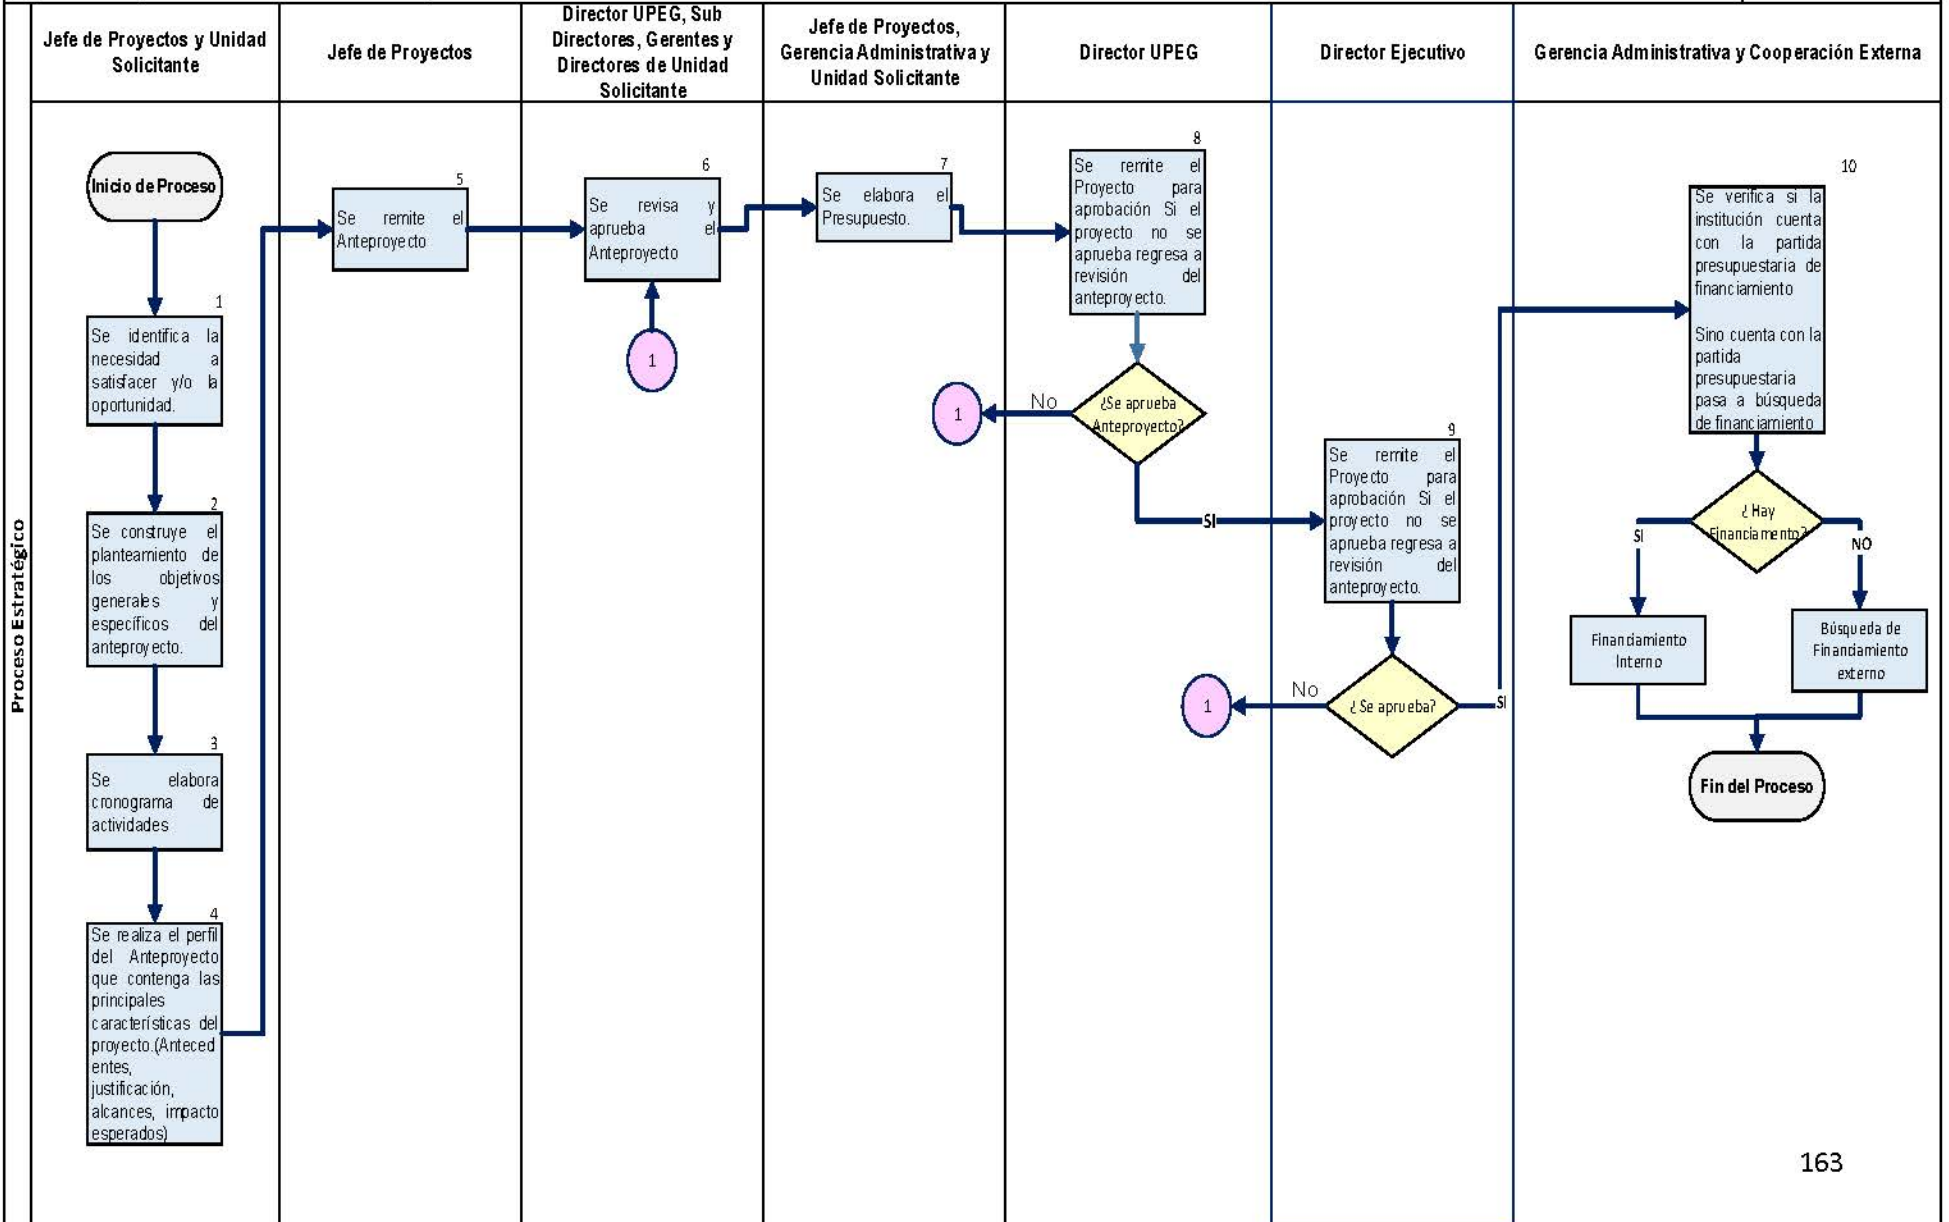 Jefe de Proyectos y Unidad
Solicitante
Jefe de Proyectos
Director UPEG, Sub
Directores, Gerentes y
Directores de Unidad
Solicitante
Jefe de Proyectos,
Gerencia Administrativa y
Unidad Solicitante
Director UPEG
Director Ejecutivo
Gerencia Administrativa y Cooperación Externa
Proceso Estratégico
Inicio de Proceso
1
Se identifica la
necesidad a
satisfacer y/o la
oportunidad.
2
Se construye el
planteamiento de
los objetivos
generales y
específicos del
anteproyecto.
3
Se elabora
cronograma de
actividades
4
Se realiza el perfil
del Anteproyecto
que contenga las
principales
características del
proyecto.(Anteced
entes,
justificación,
alcances, impacto
esperados)
5
Se remite el
Anteproyecto
6
Se revisa y
aprueba el
Anteproyecto
1
7
Se elabora el
Presupuesto.
8
Se remite el
Proyecto para
aprobación Si el
proyecto no se
aprueba regresa a
revisión del
anteproyecto.
¿Se aprueba
Anteproyecto?
No
1
SI
9
Se remite el
Proyecto para
aprobación Si el
proyecto no se
aprueba regresa a
revisión del
anteproyecto.
¿ Se aprueba?
No
1
SI
10
Se verifica si la
institución cuenta
con la partida
presupuestaria de
financiamiento
Sino cuenta con la
partida
presupuestaria
pasa a búsqueda
de financiamiento
¿ Hay
Financiamento?
SI
NO
Financiamiento
Interno
Búsqueda de
Financiamiento
externo
Fin del Proceso
163